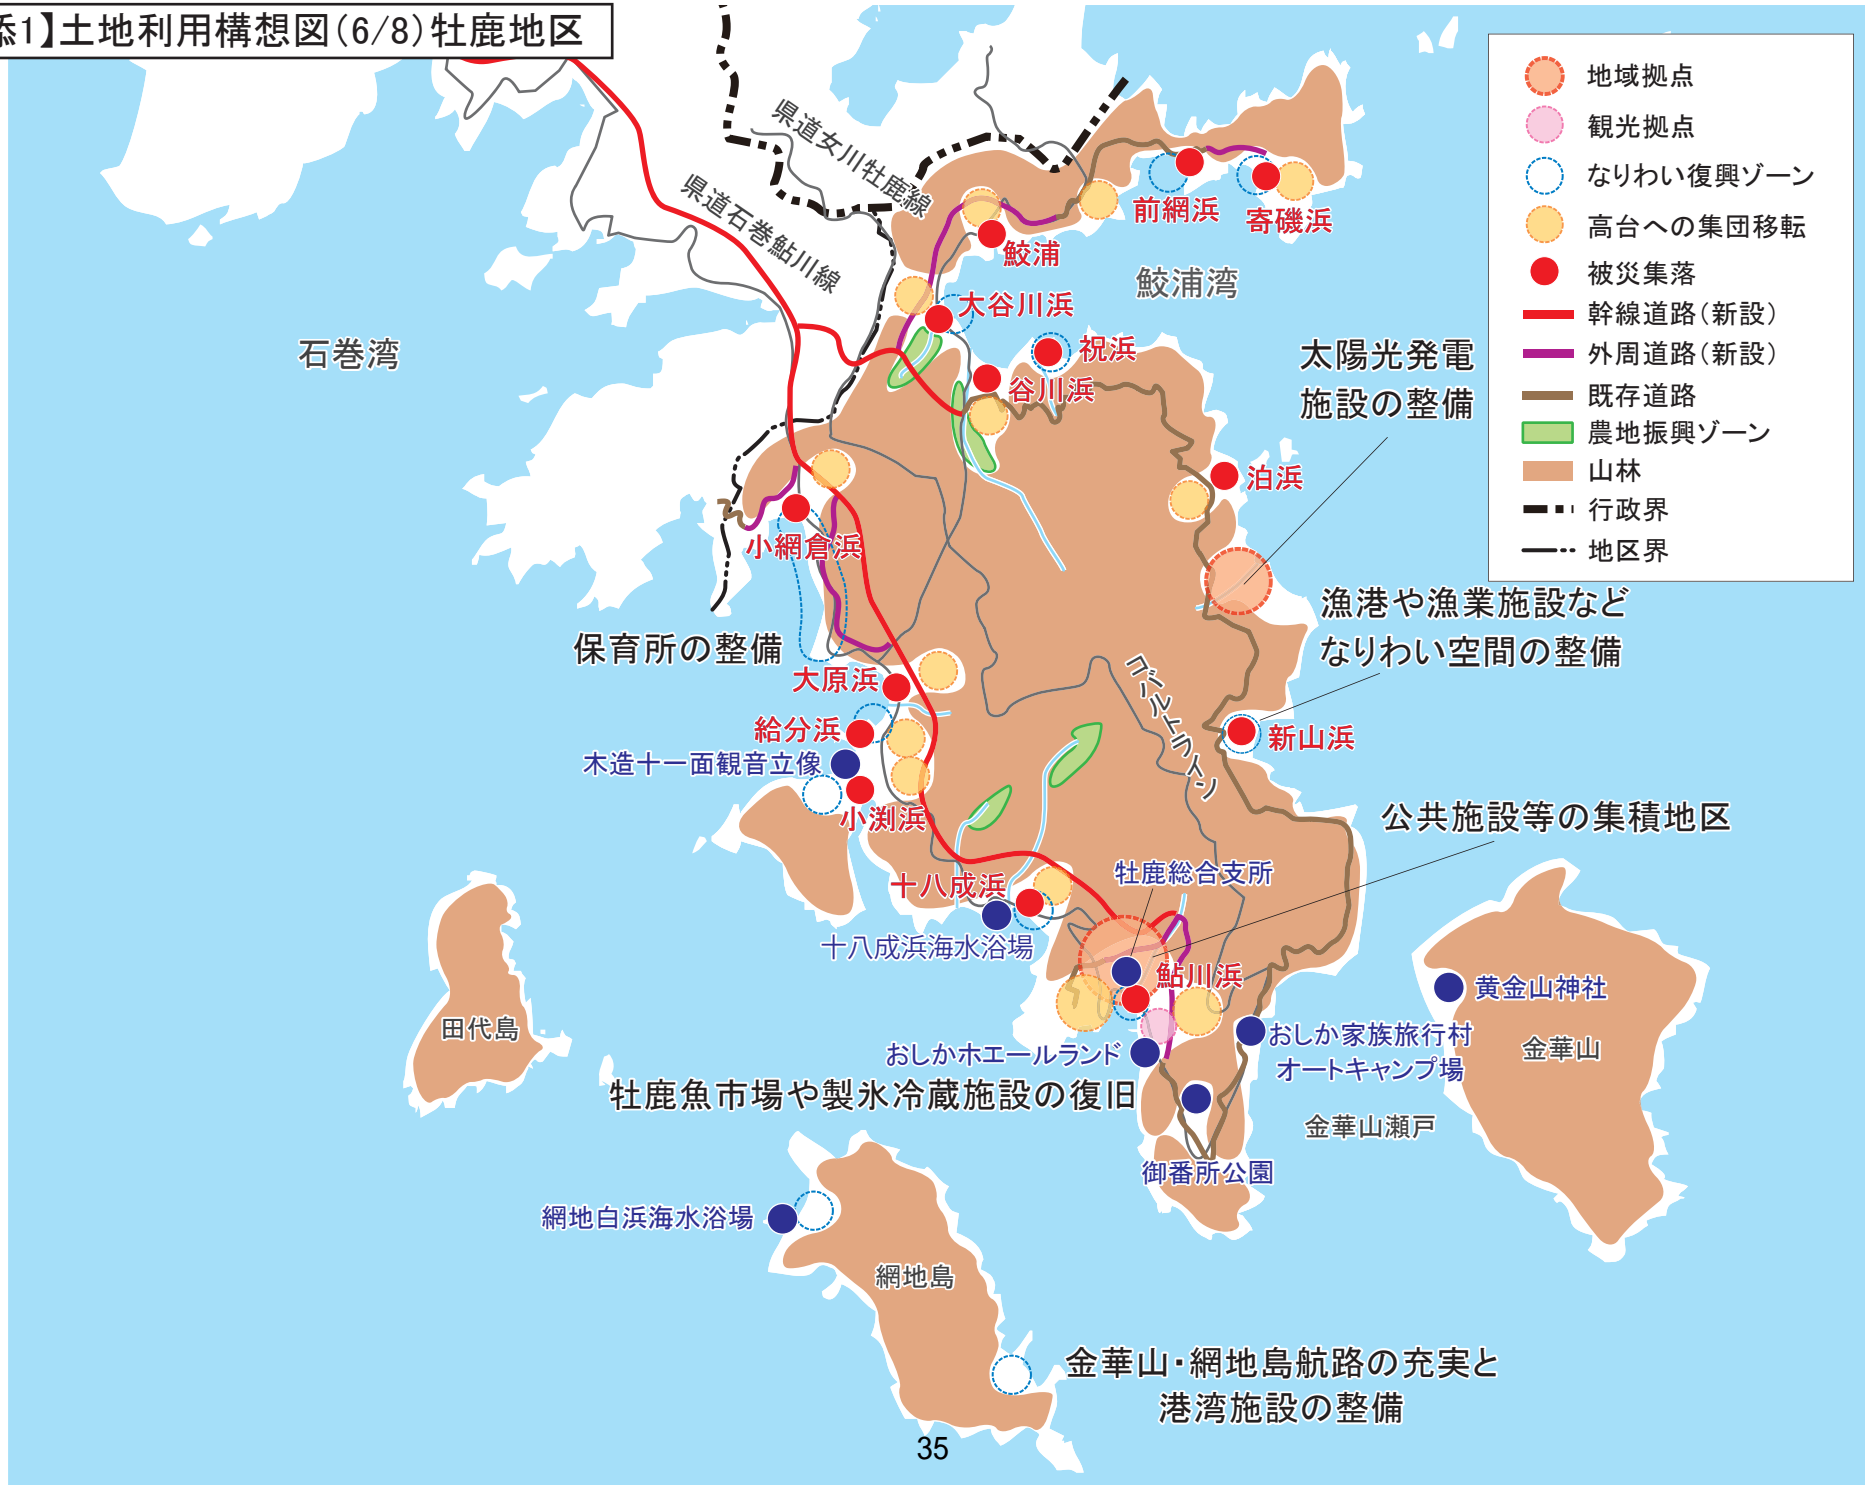 添1】土地利用構想図(6/8)牡鹿地区
地域拠点
観光拠点
なりわい復興ゾーン
高台への集団移転
被災集落
幹線道路(新設)
外周道路(新設)
既存道路
農地振興ゾーン
山林
行政界
地区界
県道女川牡鹿線
県道石巻鮎川線
前網浜
寄磯浜
鮫浦
鮫浦湾
大谷川浜
石巻湾
祝浜
谷川浜
太陽光発電
施設の整備
泊浜
小網倉浜
漁港や漁業施設など
なりわい空間の整備
保育所の整備
大原浜
コバルトライン
給分浜
新山浜
木造十一面観音立像
小渕浜
公共施設等の集積地区
牡鹿総合支所
十八成浜
十八成浜海水浴場
鮎川浜
黄金山神社
田代島
おしか家族旅行村
オートキャンプ場
金華山
おしかホエールランド
牡鹿魚市場や製氷冷蔵施設の復旧
金華山瀬戸
御番所公園
網地白浜海水浴場
網地島
金華山・網地島航路の充実と
港湾施設の整備
35